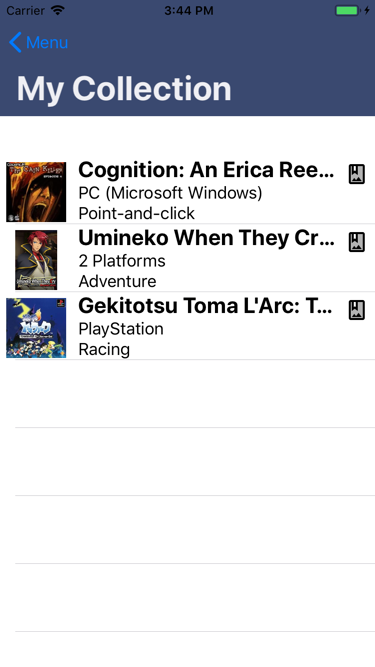 Carrier 3:44 PM
Menu
My Collection
Cognition: An Erica Ree...
PC (Microsoft Windows)
Point-and-click
Umineko When They Cr...
2 Platforms
Adventure
Gekitotsu Toma L'Arc: T...
PlayStation
Racing